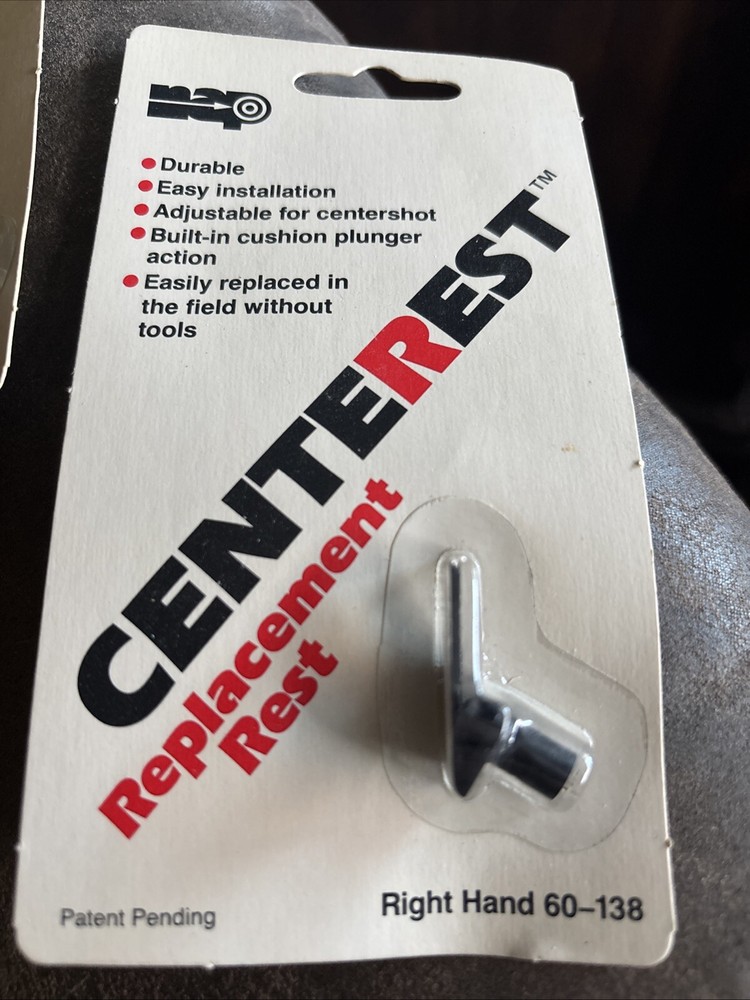 nap
Durable
Easy installation
Adjustable for centershot
Built-in cushion plunger
action
Easily replaced in
the field without
tools
CENTEREST™
Replacement
Rest
Patent Pending
Right Hand 60–138